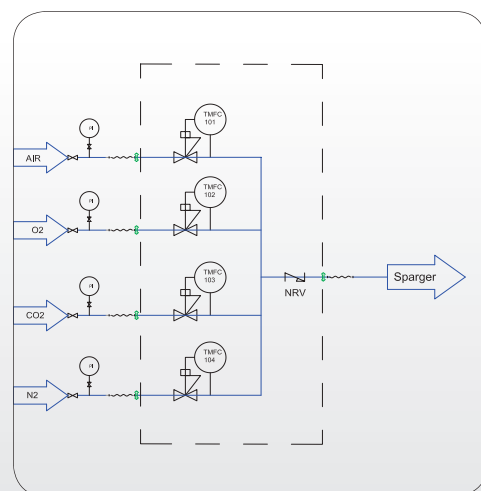 PI
TMFC
101
AIR
PI
TMFC
102
O2
PI
TMFC
103
Sparger
NRV
CO2
PI
TMFC
104
N2